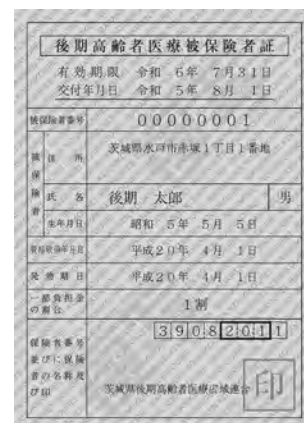 後期高齢者医療被保険者証
有効期限 令和 6年 7月31日
交付年月日 令和 5年 8月 1日
被保険者番号 00000001
被保険者
住所 茨城県水戸市赤塚1丁目1番地
氏名 後期 太郎 男
生年月日 昭和 5年 5月 5日
資格取得年月日 平成20年 4月 1日
発効期日 平成20年 4月 1日
一部負担金の割合 1割
保険者番号並びに保険者の名称及び印
39082011
茨城県後期高齢者医療広域連合 印